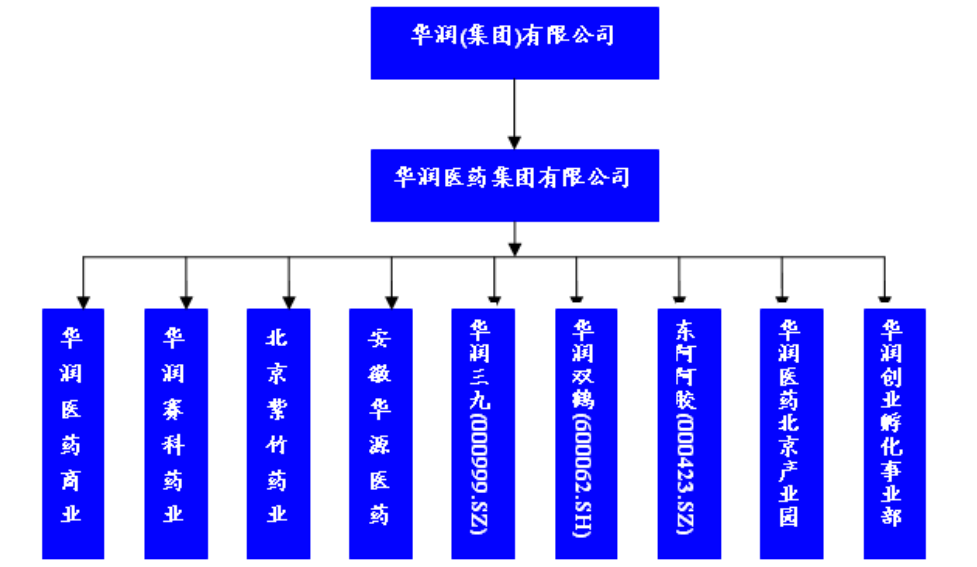 华润(集团)有限公司
华润医药集团有限公司
华润医药商业
华润赛科药业
北京紫竹药业
安徽华源医药
华润三九(000999.SZ)
华润双鹤(600062.SH)
东阿阿胶(000423.SZ)
华润医药北京产业园
华润创业孵化事业部